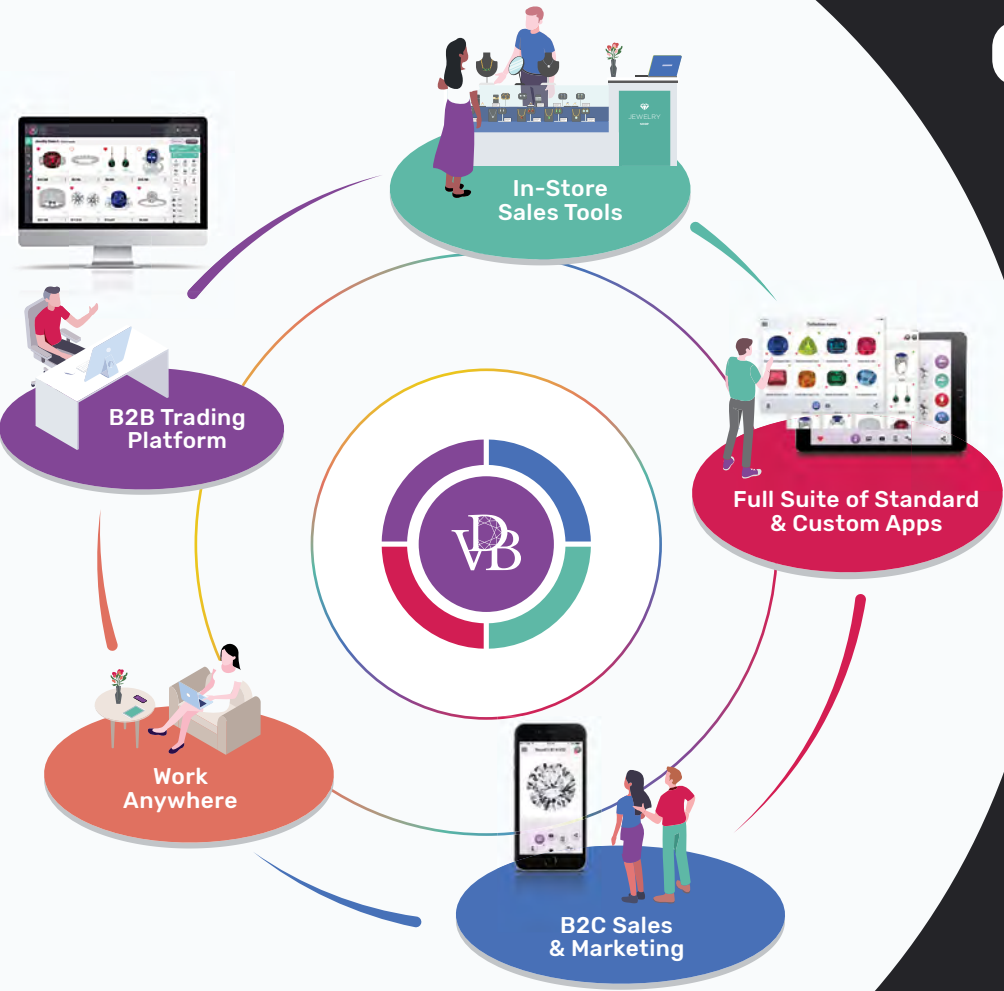 JEWELRY
In-Store
Sales Tools
B2B Trading
Platform
Full Suite of Standard
& Custom Apps
VDB
Work
Anywhere
B2C Sales
& Marketing